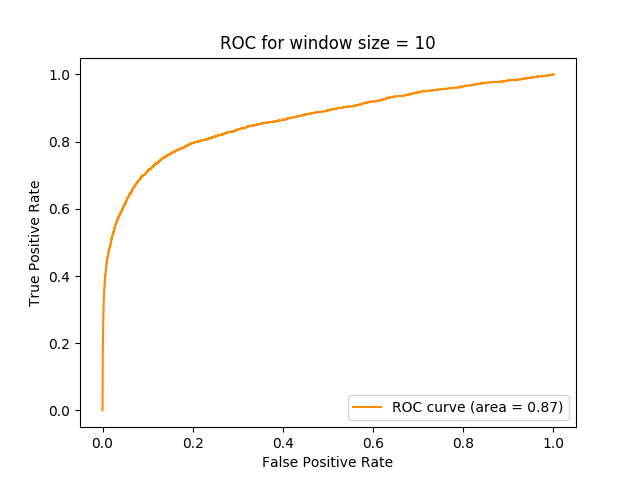 ROC for window size = 10
True Positive Rate
1.0
0.8
0.6
0.4
0.2
0.0
ROC curve (area = 0.87)
0.0 0.2 0.4 0.6 0.8 1.0
False Positive Rate